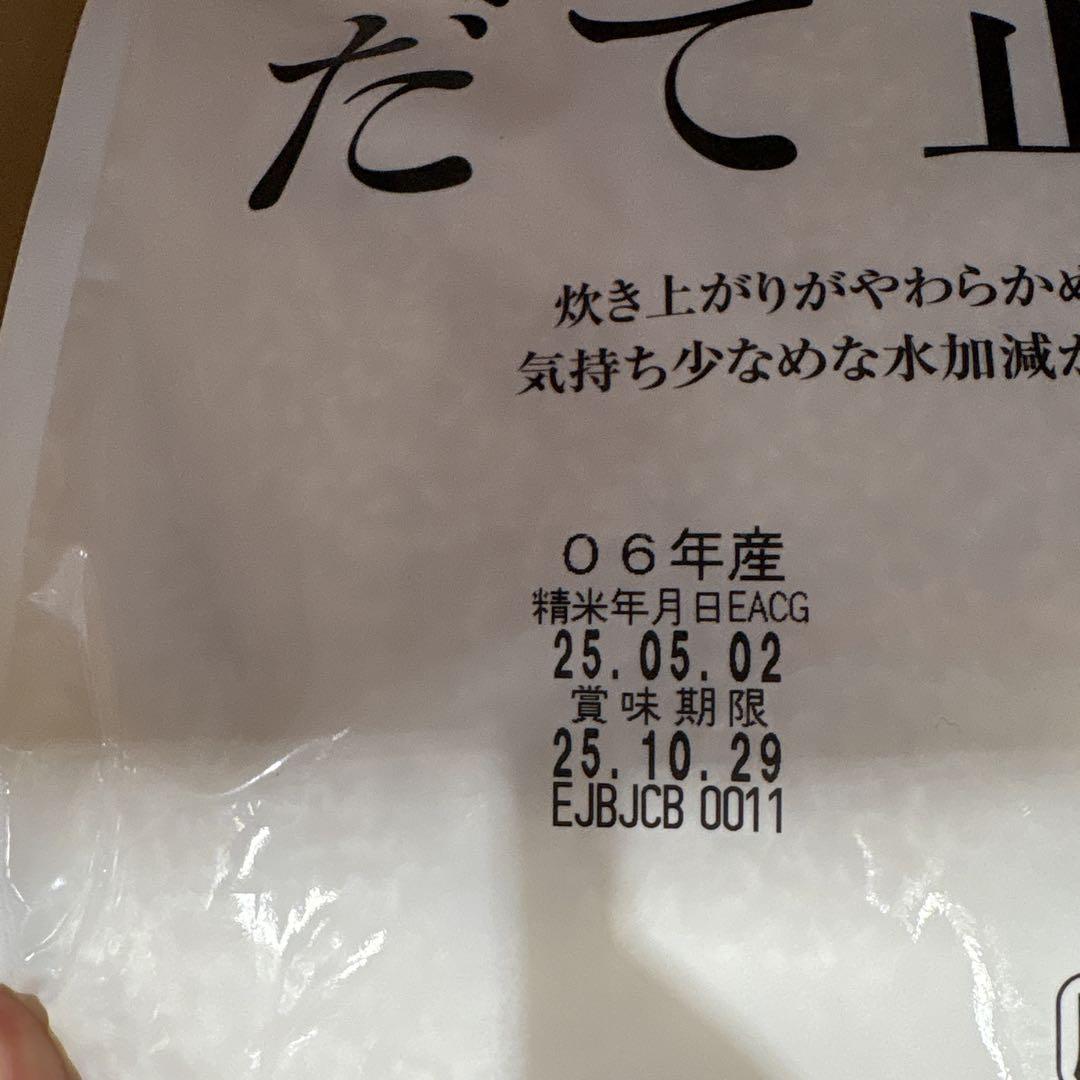 だて正
炊き上がりがやわらかめ
気持ち少なめな水加減が
06年産
精米年月日EACG
25.05.02
賞味期限
25.10.29
EJBJCB 0011